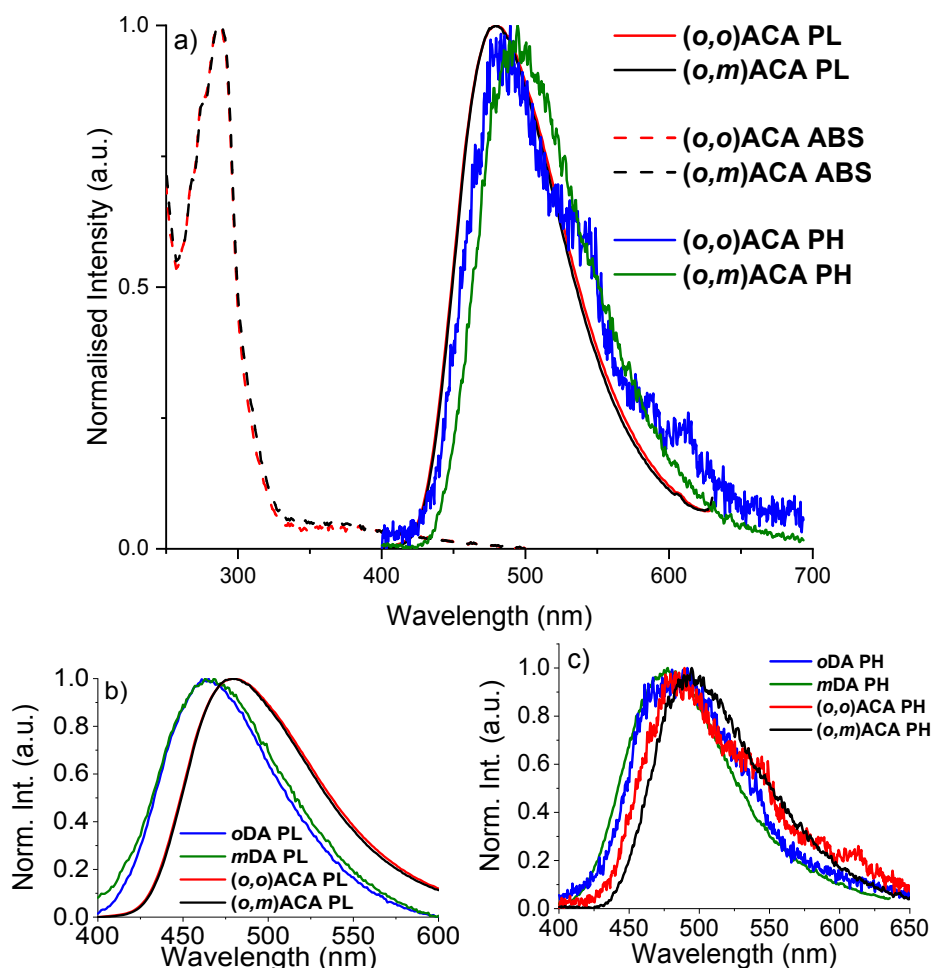 a)
Normalised Intensity (a.u.)
1.0
0.5
0.0
300
400
500
600
700
Wavelength (nm)
(o,o)ACA PL
(o,m)ACA PL
(o,o)ACA ABS
(o,m)ACA ABS
(o,o)ACA PH
(o,m)ACA PH
b)
Norm. Int. (a.u.)
1.0
0.8
0.6
0.4
0.2
0.0
400
450
500
550
600
Wavelength (nm)
oDA PL
mDA PL
(o,o)ACA PL
(o,m)ACA PL
c)
Norm. Int. (a.u.)
1.0
0.8
0.6
0.4
0.2
0.0
400
450
500
550
600
650
Wavelength (nm)
oDA PH
mDA PH
(o,o)ACA PH
(o,m)ACA PH